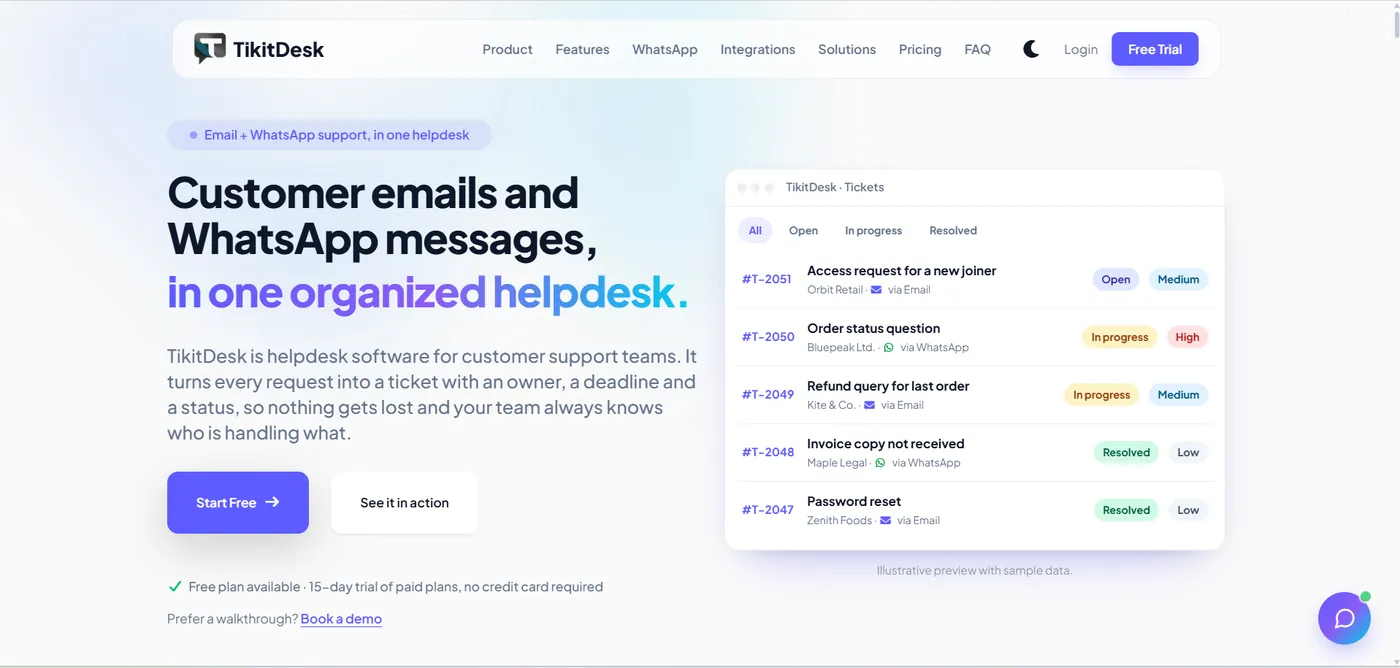 TikitDesk
Product
Features
WhatsApp
Integrations
Solutions
Pricing
FAQ
Login
Free Trial
Email + WhatsApp support, in one helpdesk
Customer emails and
WhatsApp messages,
in one organized helpdesk.
TikitDesk is helpdesk software for customer support teams. It
turns every request into a ticket with an owner, a deadline and
a status, so nothing gets lost and your team always knows
who is handling what.
Start Free →
See it in action
Free plan available · 15-day trial of paid plans, no credit card required
Prefer a walkthrough? Book a demo
TikitDesk · Tickets
All
Open
In progress
Resolved
#T-2051
Access request for a new joiner
Orbit Retail · via Email
Open
Medium
#T-2050
Order status question
Bluepeak Ltd. · via WhatsApp
In progress
High
#T-2049
Refund query for last order
Kite & Co. · via Email
In progress
Medium
#T-2048
Invoice copy not received
Maple Legal · via WhatsApp
Resolved
Low
#T-2047
Password reset
Zenith Foods · via Email
Resolved
Low
Illustrative preview with sample data.